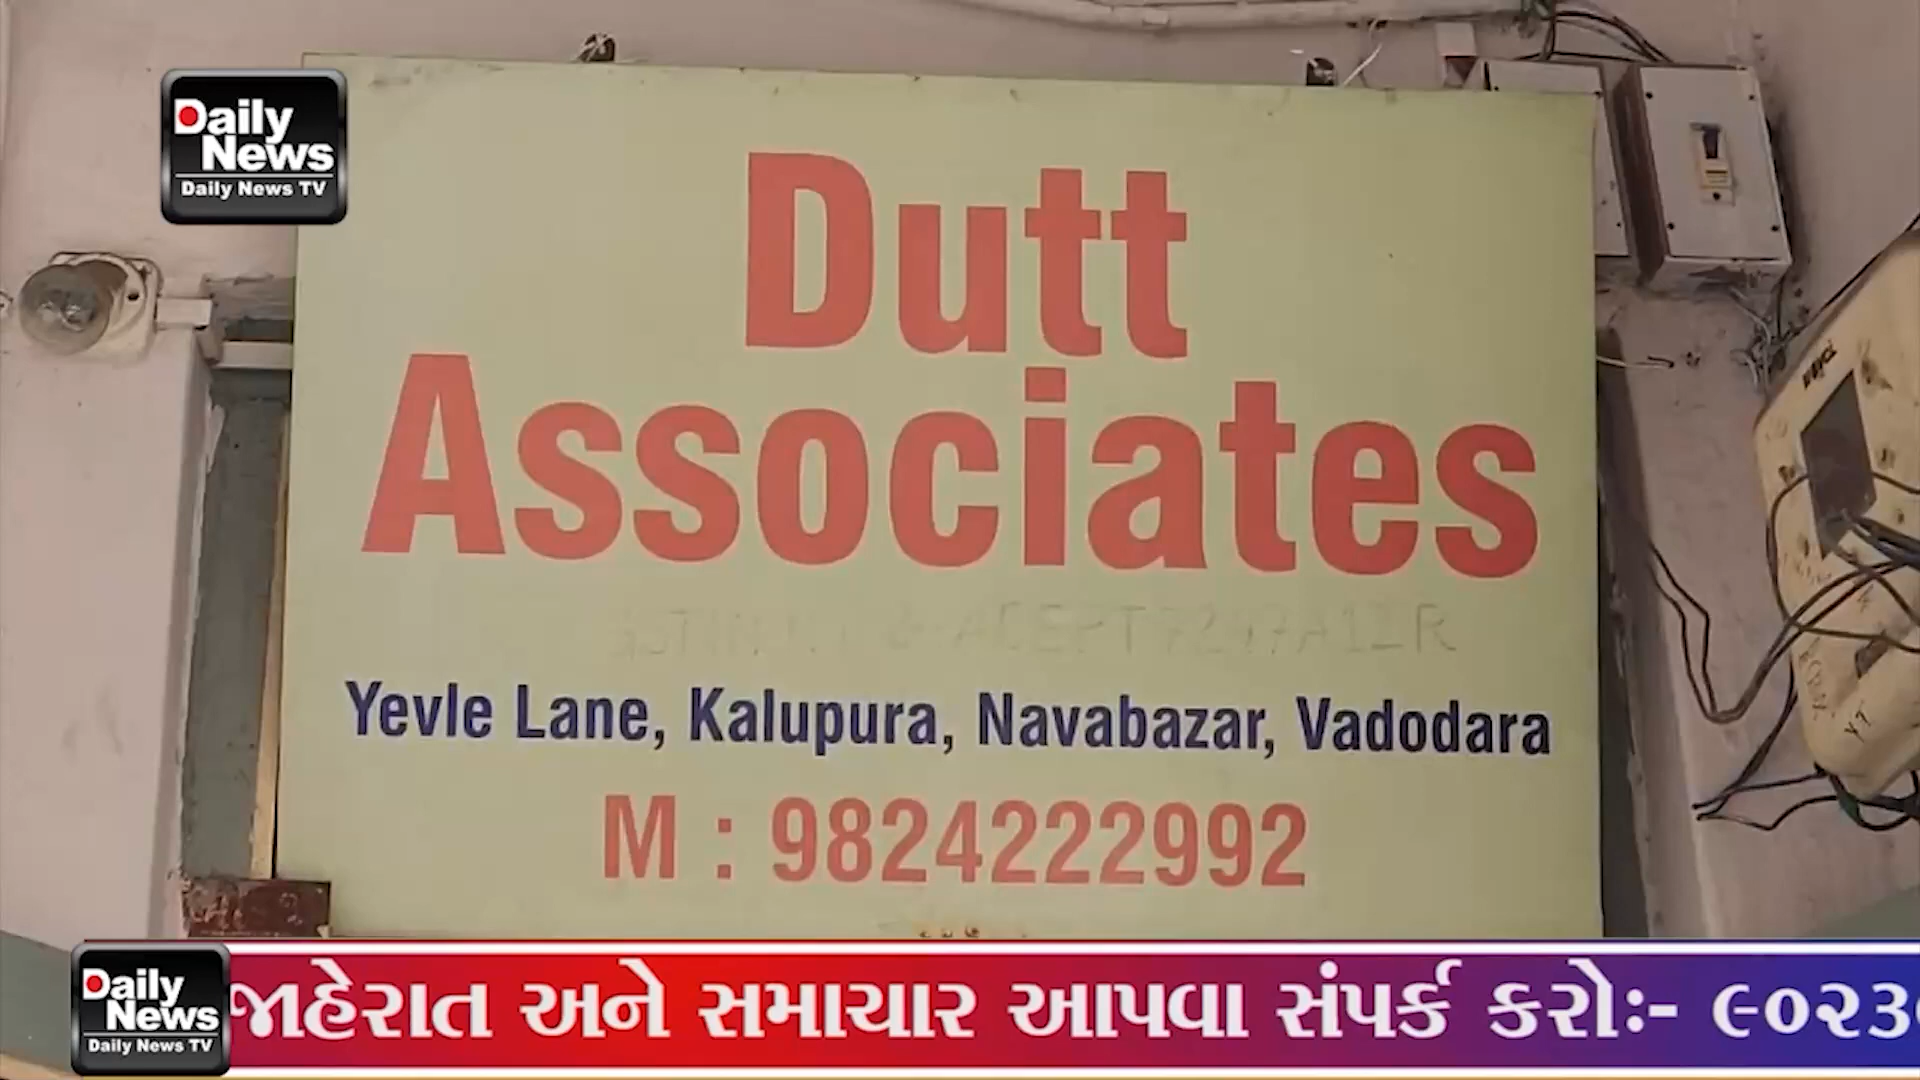 Daily
News
Daily News TV
Dutt
Associates
Yevle Lane, Kalupura, Navabazar, Vadodara
M : 9824222992
Daily
News
Daily News TV
જાહેરાત અને સમાચાર આપવા સંપર્ક કરોઃ- ૯૦૨૩૦